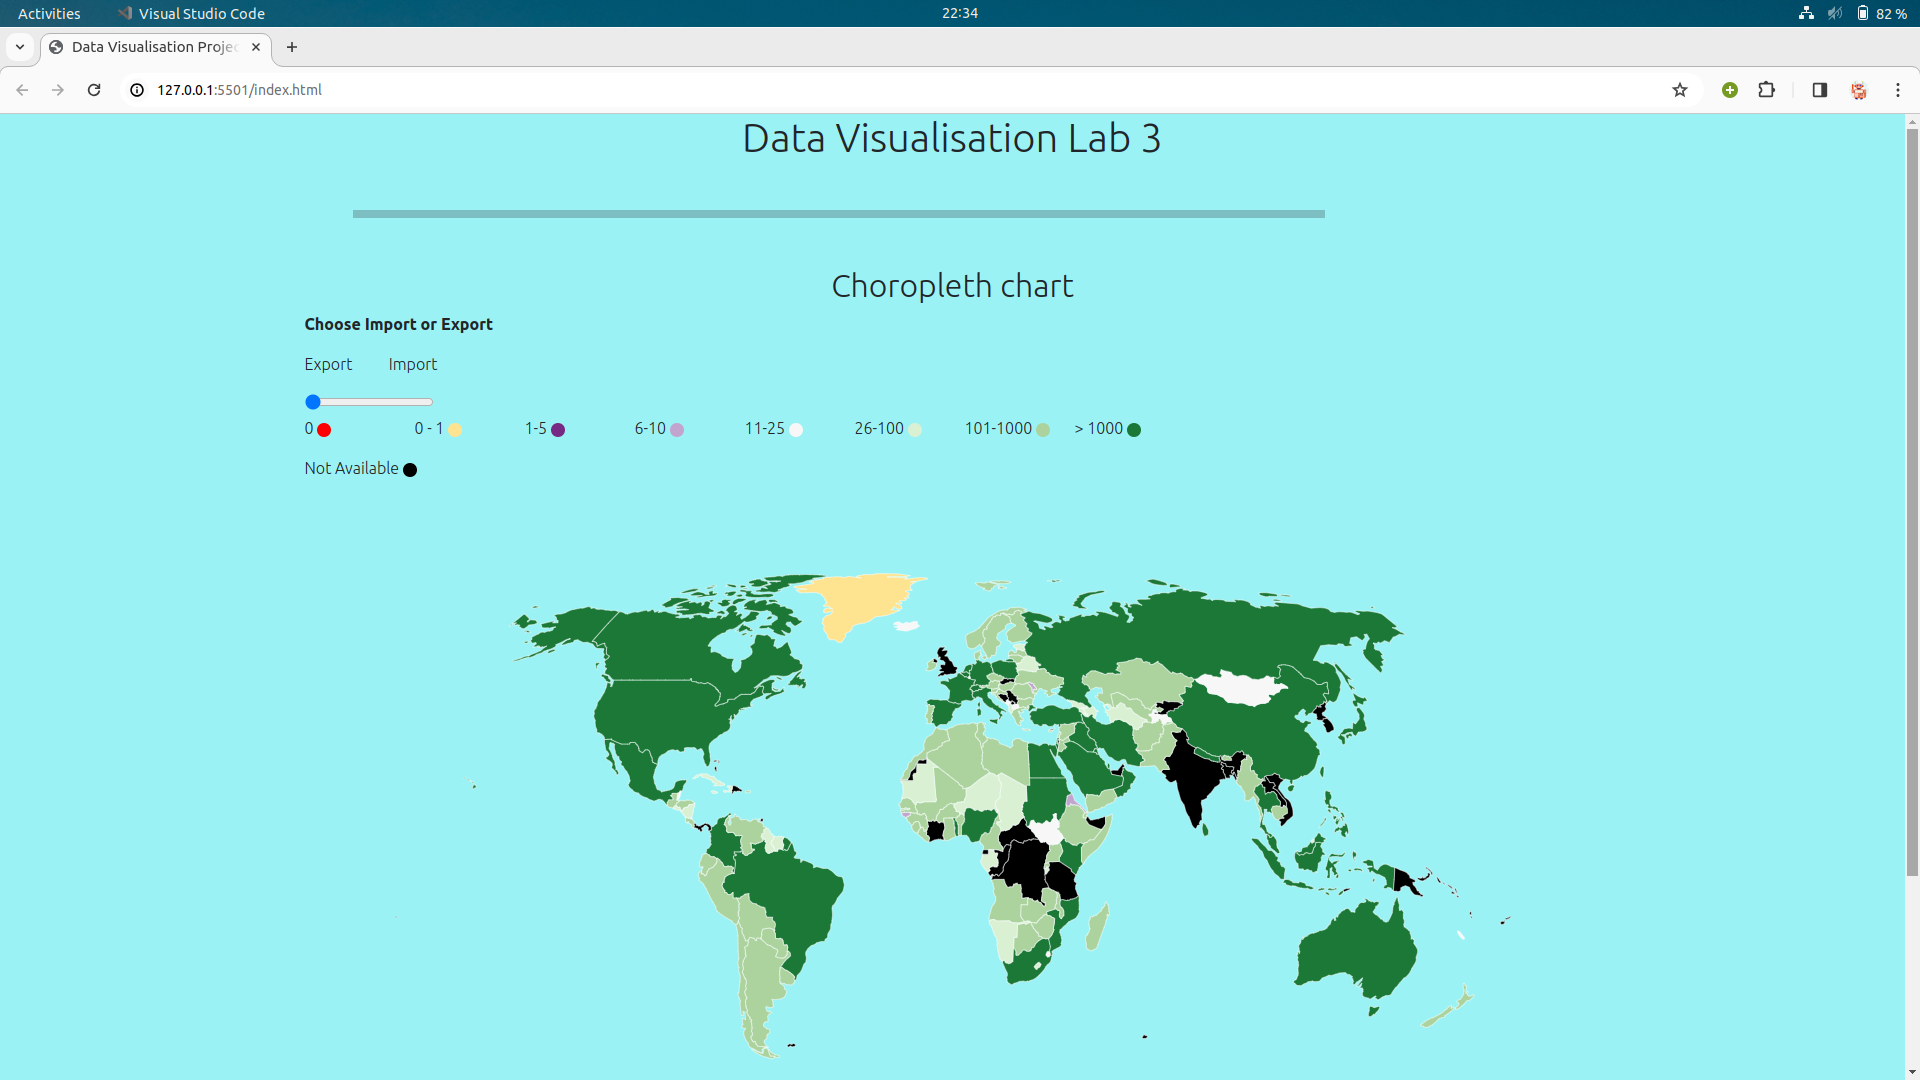 Activities Visual Studio Code 22:34 82 %
Data Visualisation Projec
127.0.0.1:5501/index.html
Data Visualisation Lab 3
Choropleth chart
Choose Import or Export
Export Import
0 0 - 1 1-5 6-10 11-25 26-100 101-1000 > 1000
Not Available